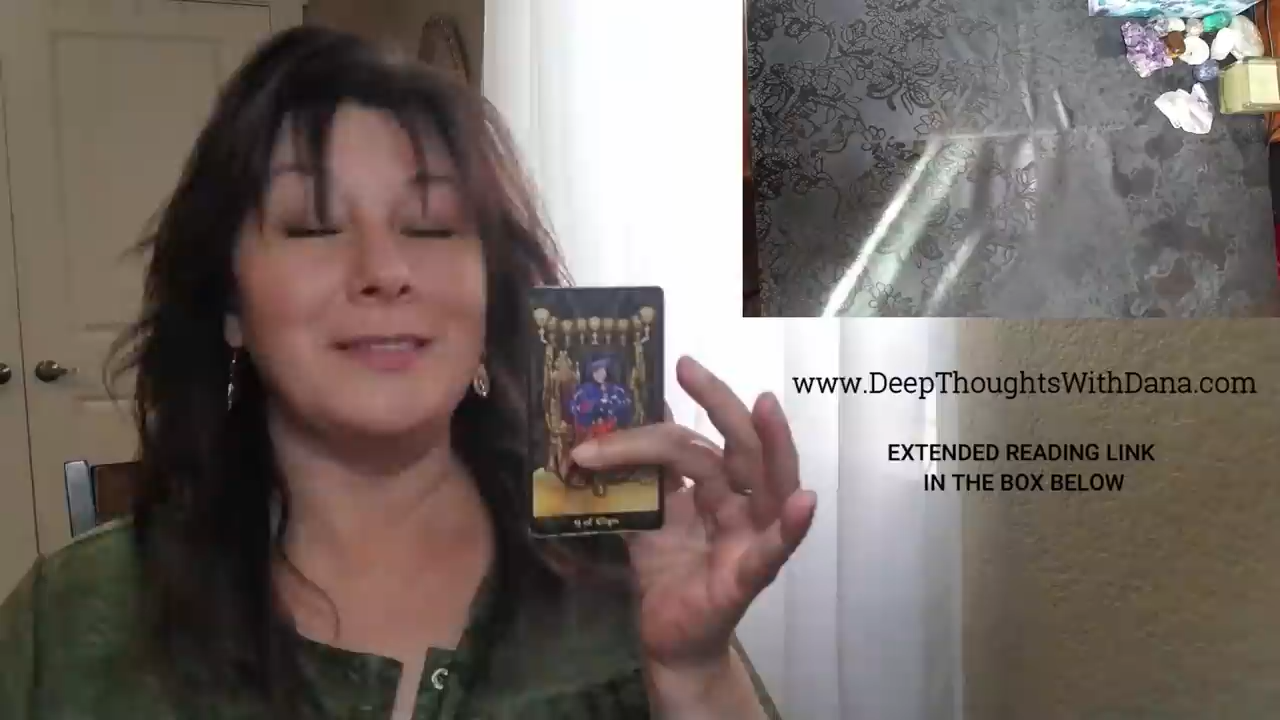 www.DeepThoughtsWithDana.com
EXTENDED READING LINK
IN THE BOX BELOW
9 of Cups